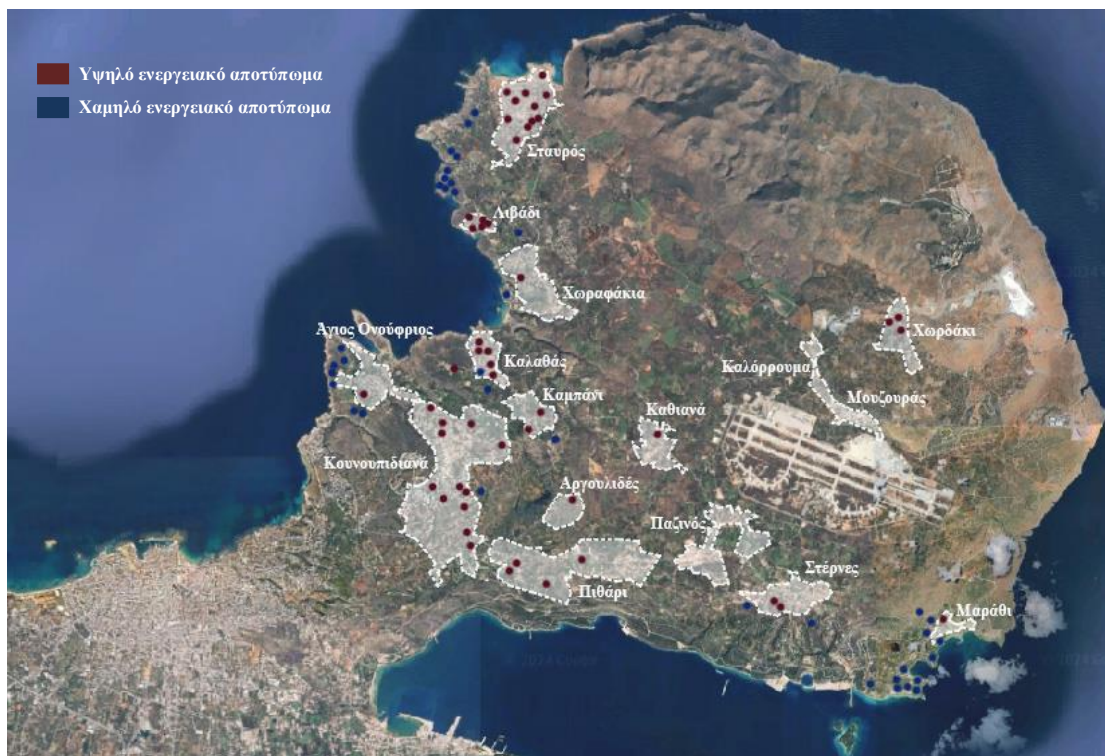 Υψηλό ενεργειακό αποτύπωμα
Χαμηλό ενεργειακό αποτύπωμα
Σταυρός
Λιβάδι
Χωραφάκια
Άγιος Ονούφριος
Χωρδάκι
Καλαθάς
Καλόρρουμα
Καμπάνι
Μουζουράς
Καθιανά
Κουνουπιδιανά
Αργουλιδές
Παζινός
Στέρνες
Πιθάρι
Μαράθι